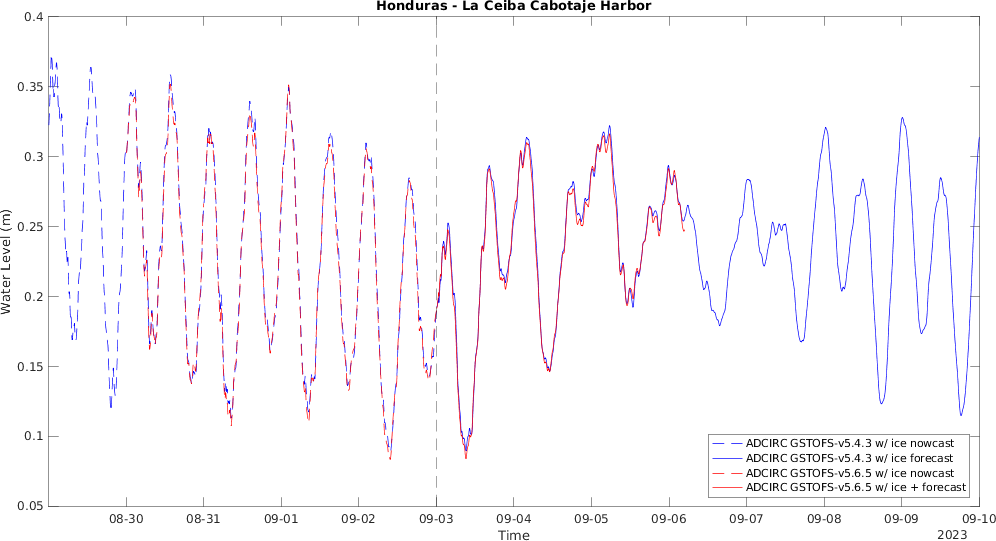 Honduras - La Ceiba Cabotaje Harbor
Water Level (m)
0.4
0.35
0.3
0.25
0.2
0.15
0.1
0.05
08-30 08-31 09-01 09-02 09-03 09-04 09-05 09-06 09-07 09-08 09-09 09-10
Time
2023
ADCIRC GSTOFS-v5.4.3 w/ ice nowcast
ADCIRC GSTOFS-v5.4.3 w/ ice forecast
ADCIRC GSTOFS-v5.6.5 w/ ice nowcast
ADCIRC GSTOFS-v5.6.5 w/ ice + forecast